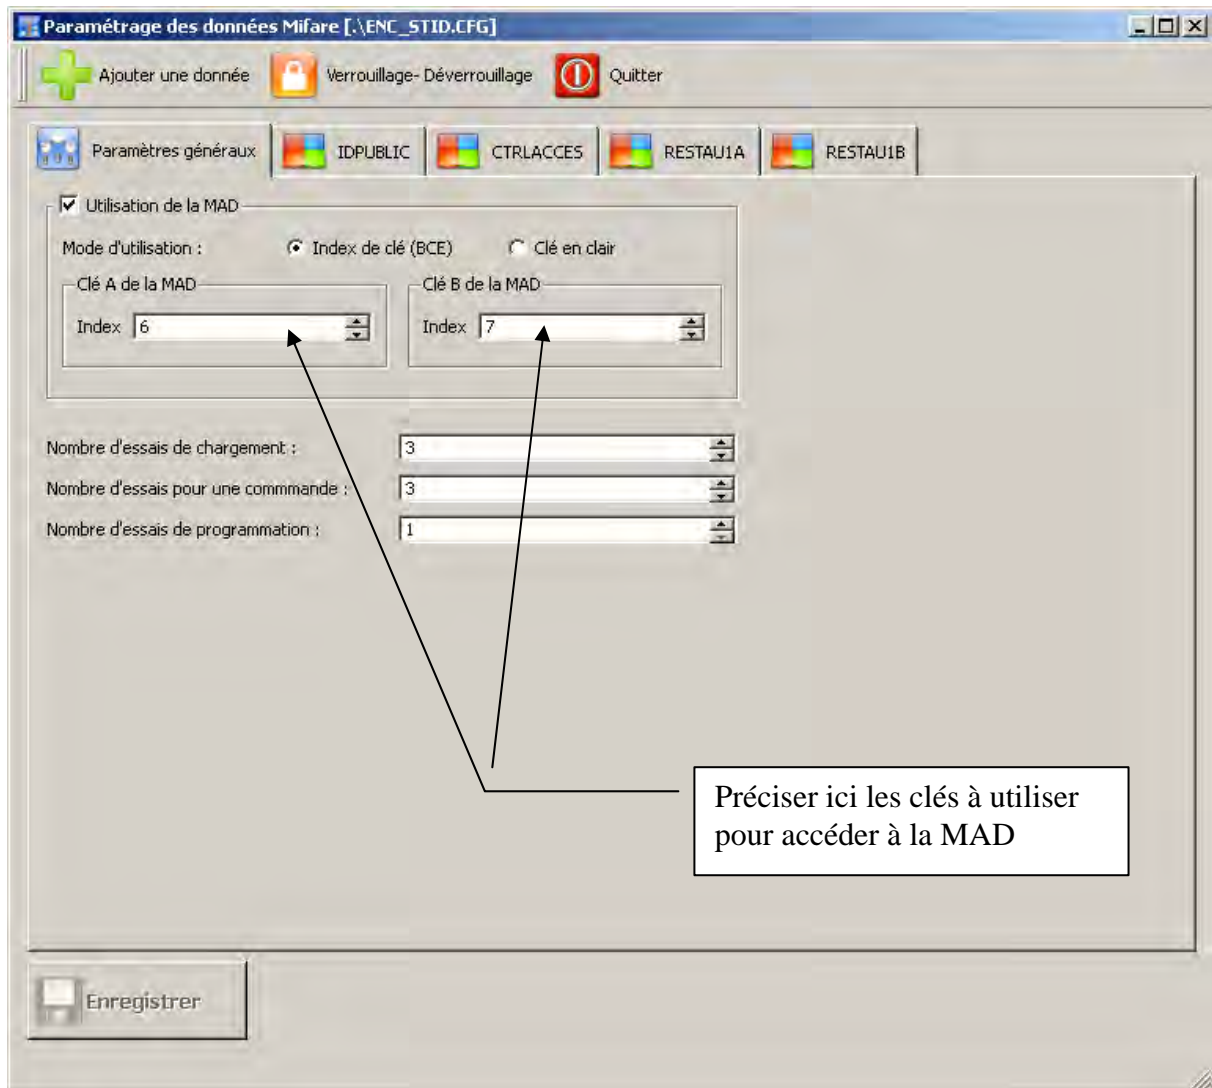 Paramétrage des données Mifare [.\ENC_STID.CFG]
Ajouter une donnée Verrouillage- Déverrouillage Quitter
Paramètres généraux IDPUBLIC CTRLACCES RESTAU1A RESTAU1B
Utilisation de la MAD
Mode d'utilisation : Index de clé (BCE) Clé en clair
Clé A de la MAD Clé B de la MAD
Index 6 Index 7
Nombre d'essais de chargement : 3
Nombre d'essais pour une commmande : 3
Nombre d'essais de programmation : 1
Préciser ici les clés à utiliser
pour accéder à la MAD
Enregistrer